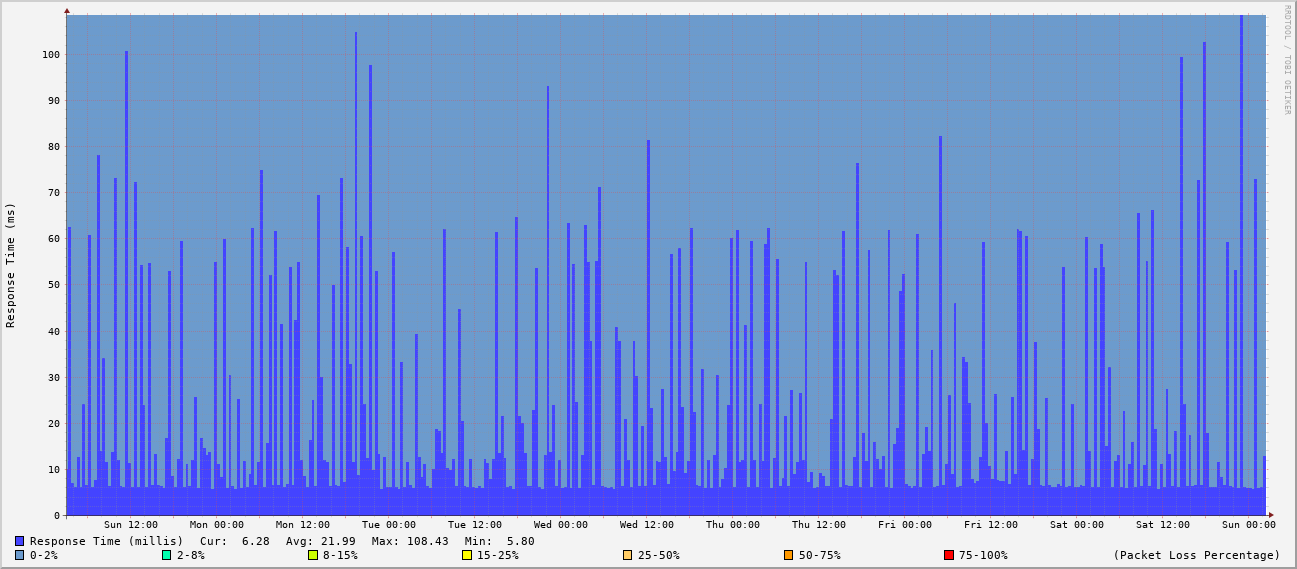 RRDTOOL / TOBI OETIKER
Response Time (ms)
100
90
80
70
60
50
40
30
20
10
0
Sun 12:00 Mon 00:00 Mon 12:00 Tue 00:00 Tue 12:00 Wed 00:00 Wed 12:00 Thu 00:00 Thu 12:00 Fri 00:00 Fri 12:00 Sat 00:00 Sat 12:00 Sun 00:00
Response Time (millis) Cur: 6.28 Avg: 21.99 Max: 108.43 Min: 5.80
0-2% 2-8% 8-15% 15-25% 25-50% 50-75% 75-100% (Packet Loss Percentage)